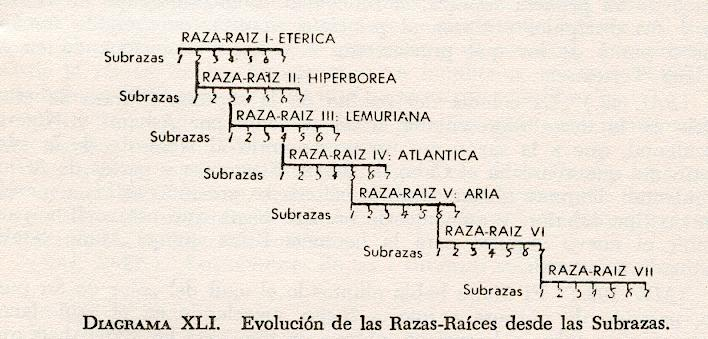 RAZA-RAIZ I- ETERICA
Subrazas 1 2 3 4 5 6 7
RAZA-RAIZ II: HIPERBOREA
Subrazas 1 2 3 4 5 6 7
RAZA-RAIZ III: LEMURIANA
Subrazas 1 2 3 4 5 6 7
RAZA-RAIZ IV: ATLANTICA
Subrazas 1 2 3 4 5 6 7
RAZA-RAIZ V: ARIA
Subrazas 1 2 3 4 5 6 7
RAZA-RAIZ VI
Subrazas 1 2 3 4 5 6 7
RAZA-RAIZ VII
Subrazas 1 2 3 4 5 6 7
DIAGRAMA XLI. Evolución de las Razas-Raíces desde las Subrazas.